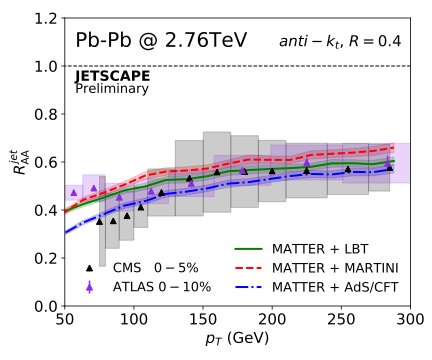 Pb-Pb @ 2.76TeV
anti − k_t, R = 0.4
JETSCAPE
Preliminary
R_AA^jet
1.2
1.0
0.8
0.6
0.4
0.2
0.0
CMS 0 − 5%
ATLAS 0 − 10%
MATTER + LBT
MATTER + MARTINI
MATTER + AdS/CFT
50 100 150 200 250 300
p_T (GeV)